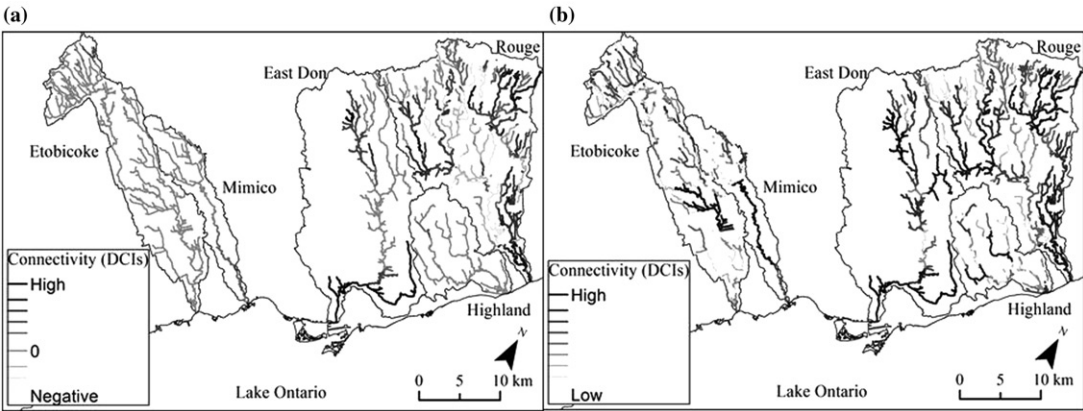 (a)
(b)
Rouge
East Don
Etobicoke
Mimico
Connectivity (DCIs)
High
0
Negative
Highland
N
0 5 10 km
Lake Ontario
Rouge
East Don
Etobicoke
Mimico
Connectivity (DCIs)
High
Low
Highland
N
0 5 10 km
Lake Ontario